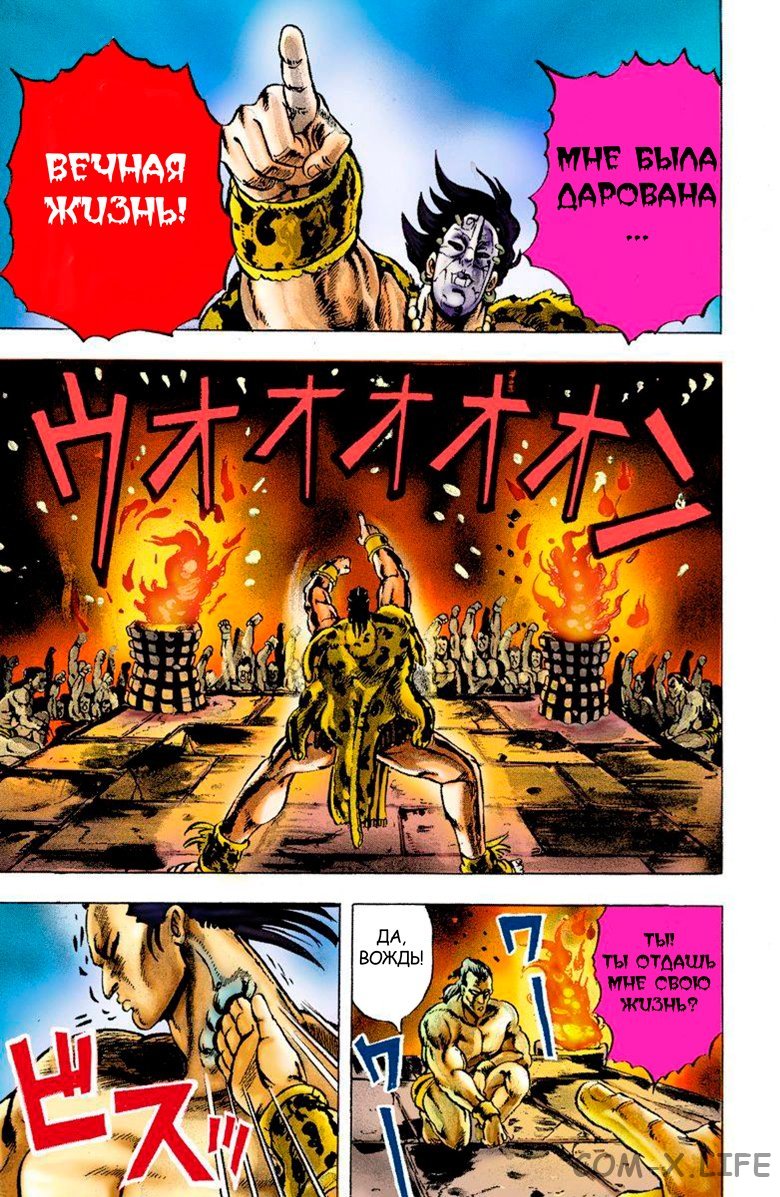 МНЕ БЫЛА
ДАРОВАНА
...
ВЕЧНАЯ
ЖИЗНЬ!
ウオオオオオン
ТЫ!
ТЫ ОТДАШЬ
МНЕ СВОЮ
ЖИЗНЬ?
ДА,
ВОЖДЬ!
ワー
ワー
ビスッ
COM-X.LIFE